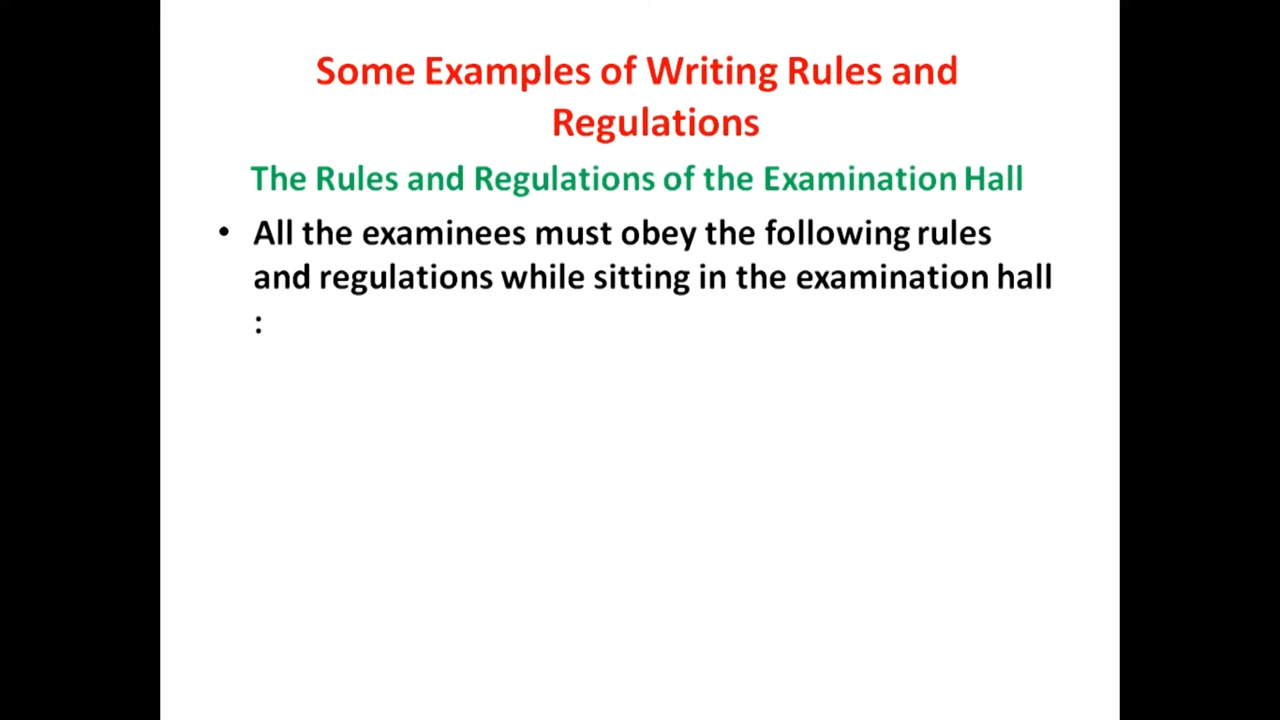 Some Examples of Writing Rules and
Regulations
The Rules and Regulations of the Examination Hall
• All the examinees must obey the following rules
and regulations while sitting in the examination hall
: